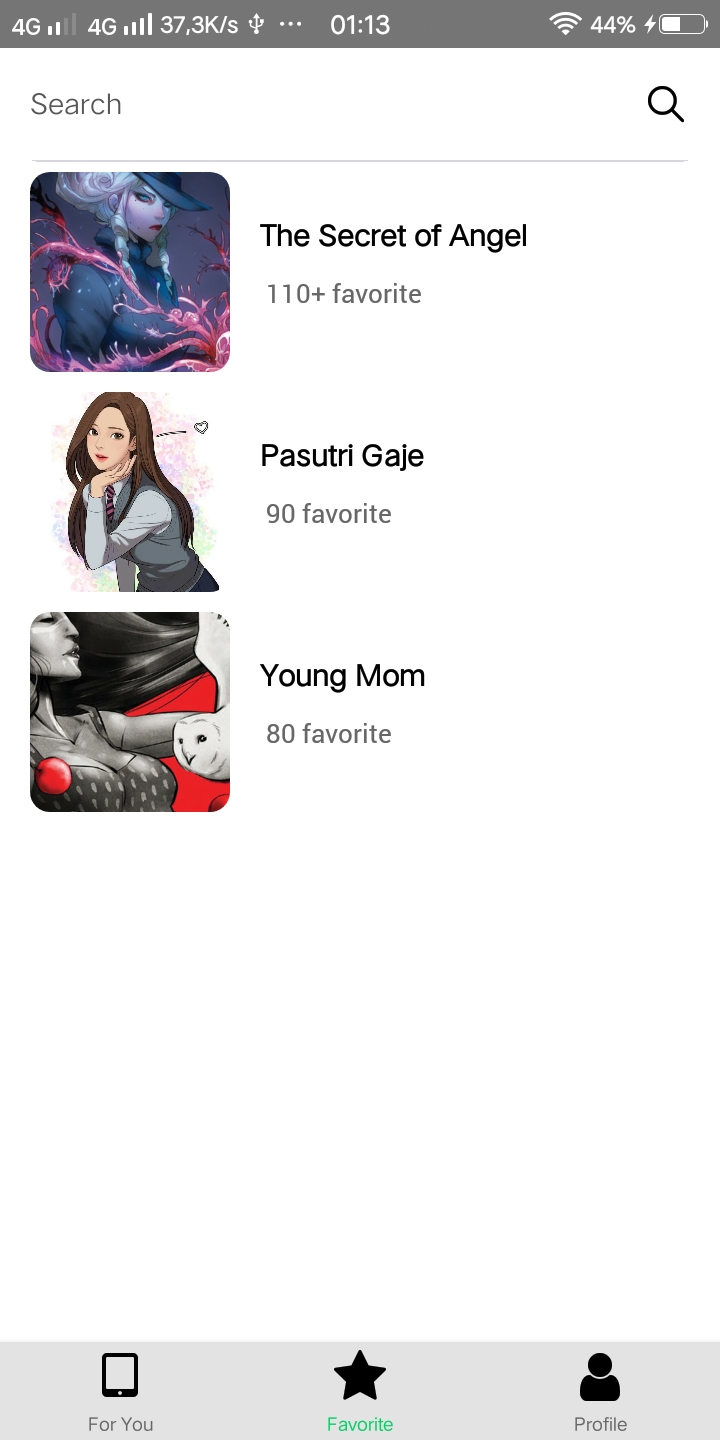 4G 4G 37,3K/s ... 01:13 44%
Search
The Secret of Angel
110+ favorite
Pasutri Gaje
90 favorite
Young Mom
80 favorite
For You Favorite Profile